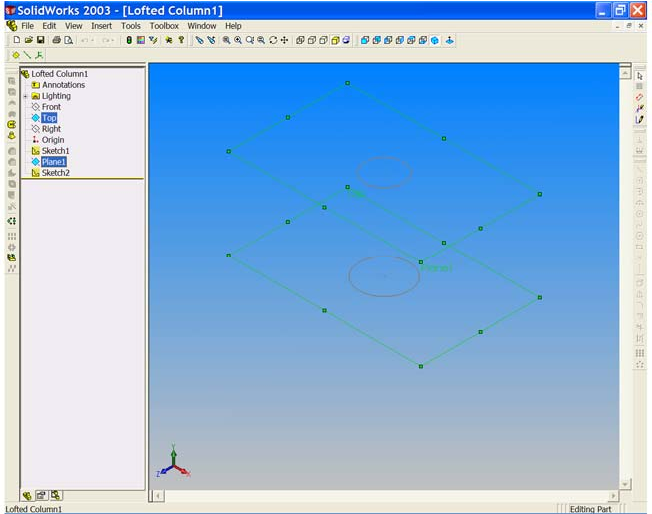 SolidWorks 2003 - [Lofted Column1]
File Edit View Insert Tools Toolbox Window Help
Lofted Column1
Annotations
Lighting
Front
Top
Right
Origin
Sketch1
Plane1
Sketch2
Y
Z
X
Lofted Column1
Editing Part